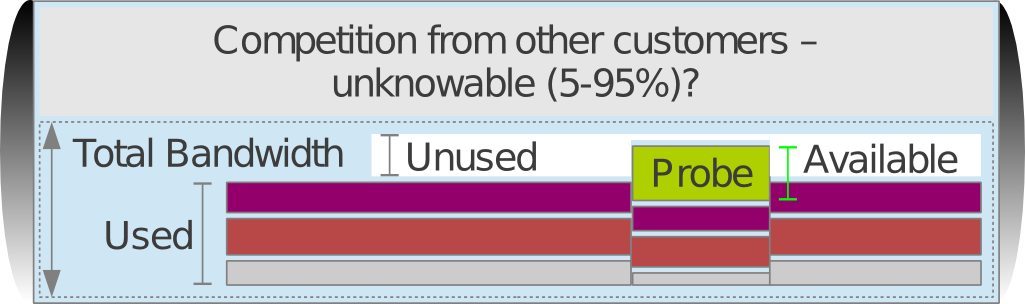 Competition from other customers –
unknowable (5-95%)?
Total Bandwidth
Unused
Probe
Available
Used